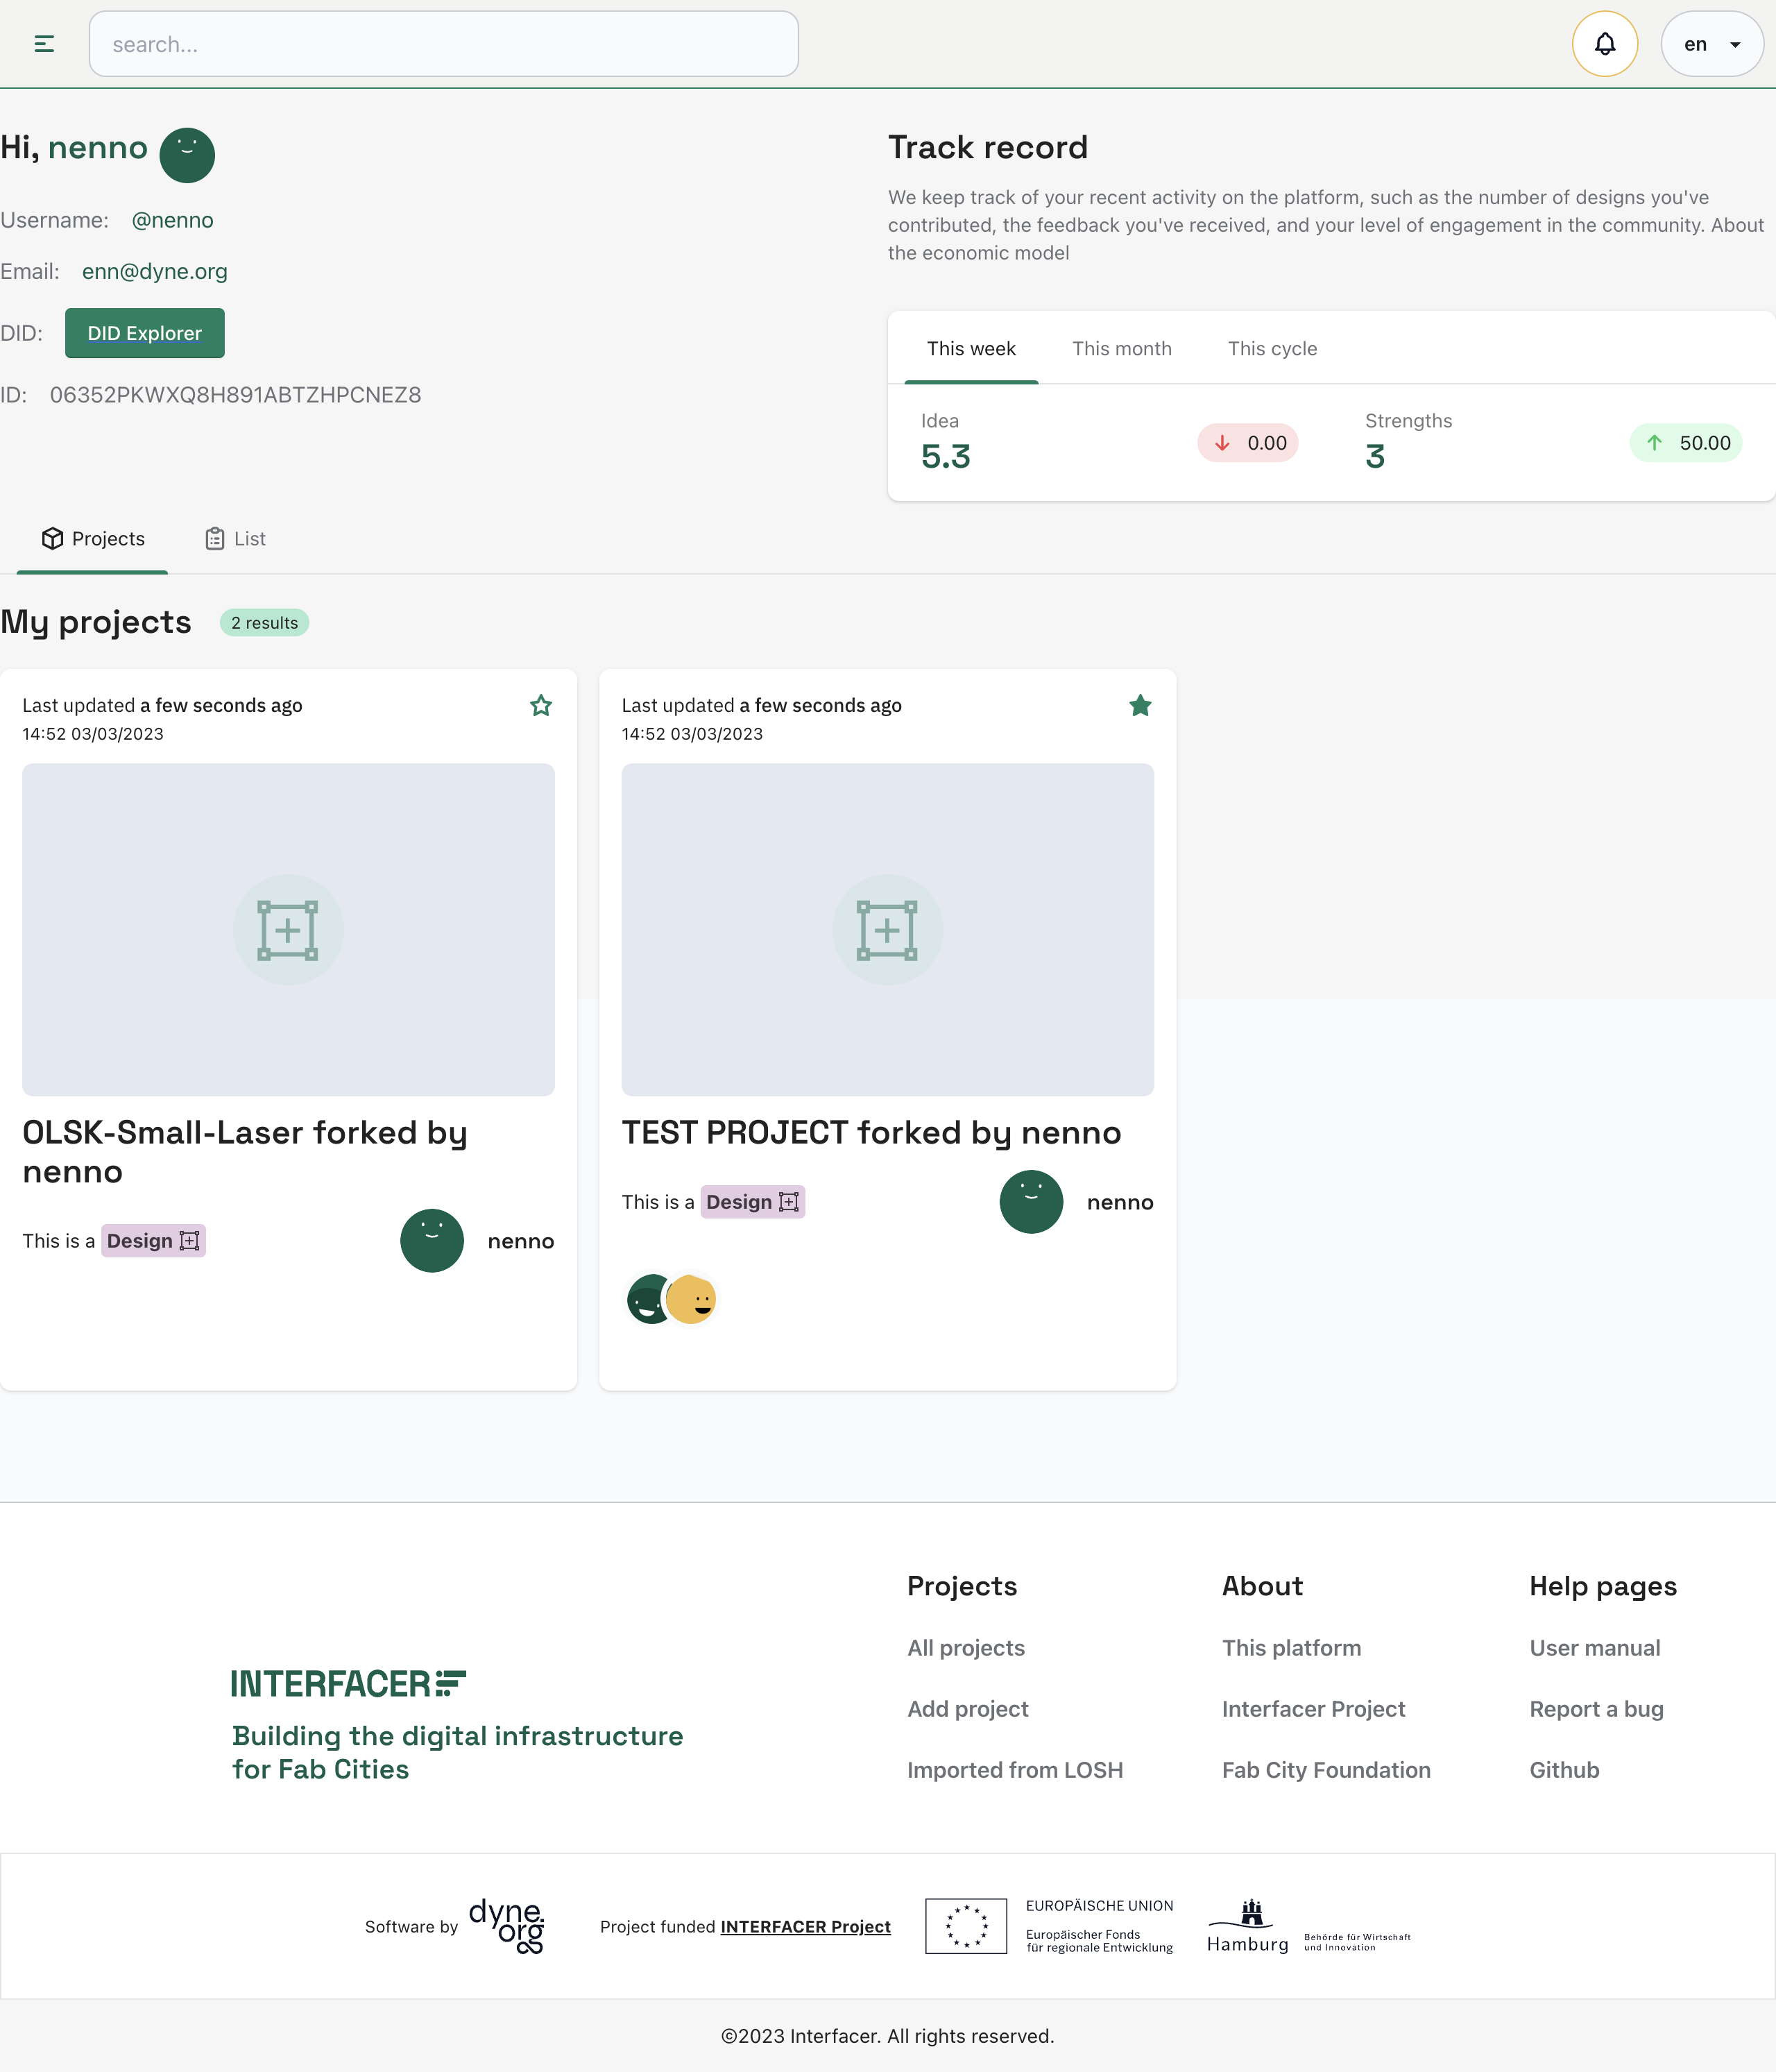 search...
en
Hi, nenno
Username: @nenno
Email: enn@dyne.org
DID: DID Explorer
ID: 06352PKWXQ8H891ABTZHPCNEZ8
Track record
We keep track of your recent activity on the platform, such as the number of designs you've
contributed, the feedback you've received, and your level of engagement in the community. About
the economic model
This week This month This cycle
Idea
5.3
0.00
Strengths
3
50.00
Projects List
My projects 2 results
Last updated a few seconds ago
14:52 03/03/2023
OLSK-Small-Laser forked by
nenno
This is a Design nenno
Last updated a few seconds ago
14:52 03/03/2023
TEST PROJECT forked by nenno
This is a Design nenno
INTERFACER
Building the digital infrastructure
for Fab Cities
Projects
All projects
Add project
Imported from LOSH
About
This platform
Interfacer Project
Fab City Foundation
Help pages
User manual
Report a bug
Github
Software by dyne.org
Project funded INTERFACER Project
EUROPÄISCHE UNION
Europäischer Fonds
für regionale Entwicklung
Hamburg
Behörde für Wirtschaft
und Innovation
©2023 Interfacer. All rights reserved.